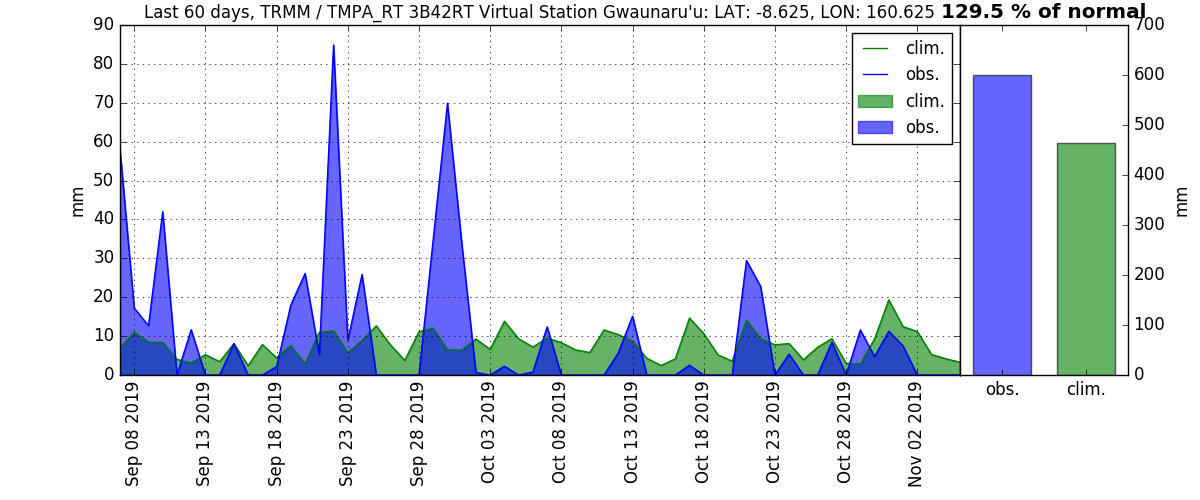 Last 60 days, TRMM / TMPA_RT 3B42RT Virtual Station Gwaunaru'u: LAT: -8.625, LON: 160.625 129.5 % of normal
90
80
70
60
50
40
30
20
10
0
mm
clim.
obs.
clim.
obs.
Sep 08 2019
Sep 13 2019
Sep 18 2019
Sep 23 2019
Sep 28 2019
Oct 03 2019
Oct 08 2019
Oct 13 2019
Oct 18 2019
Oct 23 2019
Oct 28 2019
Nov 02 2019
700
600
500
400
300
200
100
0
mm
obs. clim.